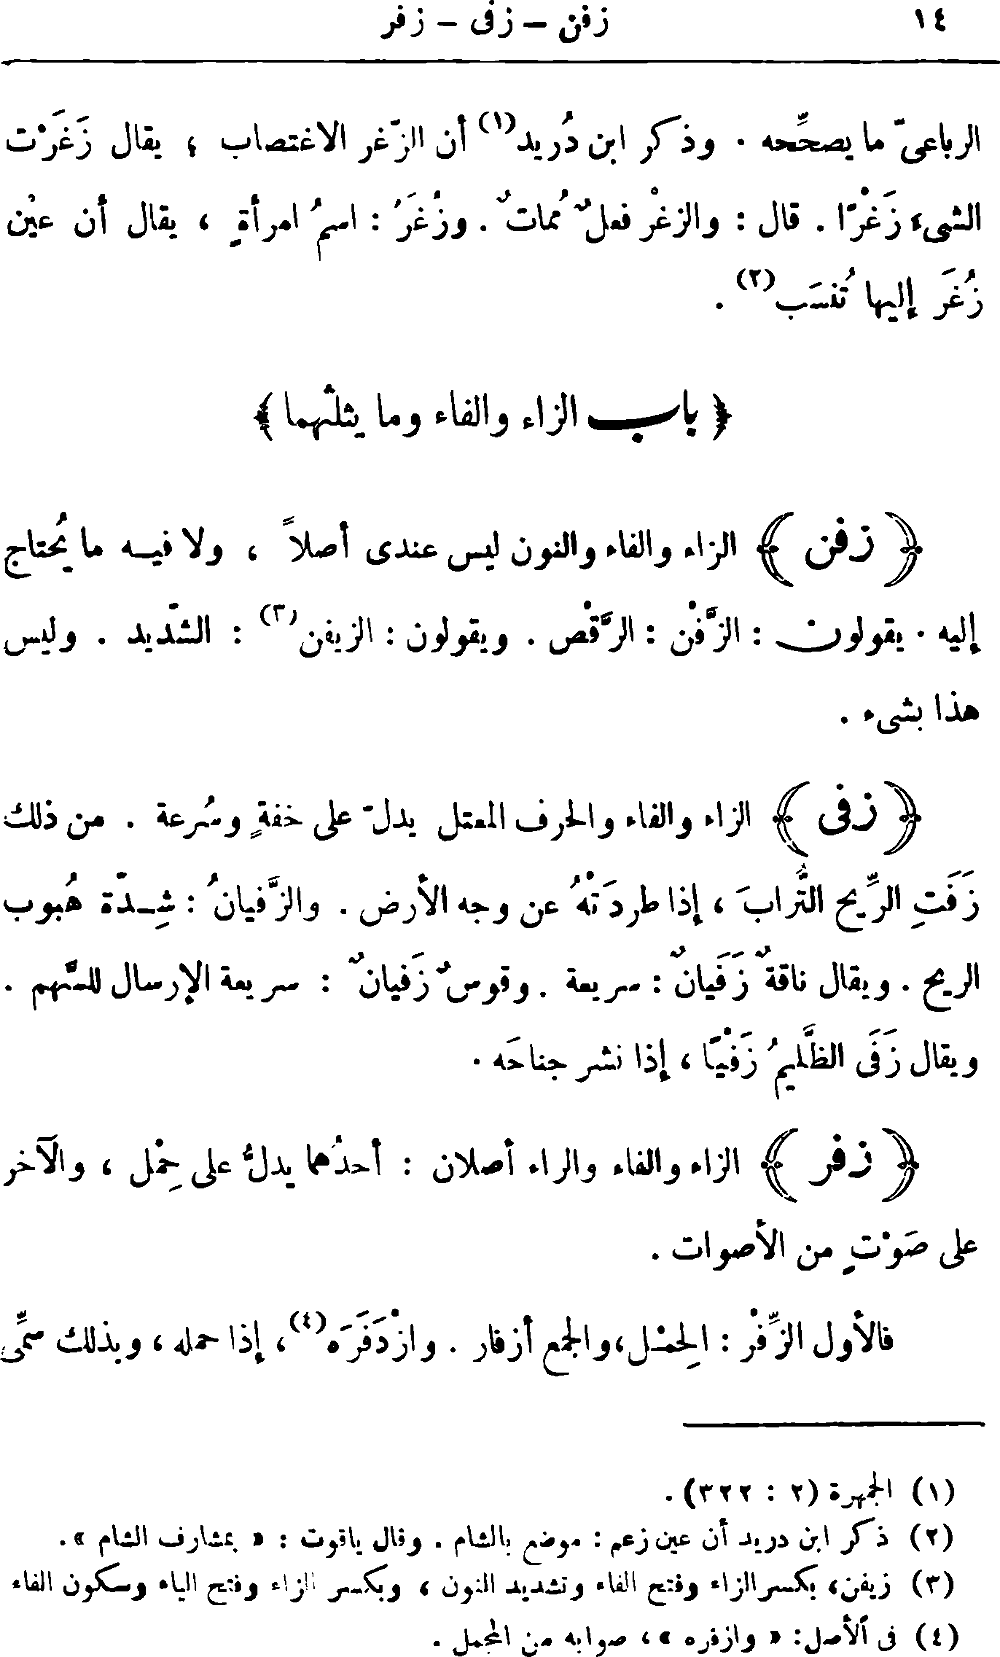 ١٤ زفن – زفى – زفر
الرباعىّ ما يصحِّحه . وذكر ابن دُريد(١) أن الزّغر الاغتصاب ؛ يقال زَغَرْت
الشىء زَغْرًا . قال : والزغْر فعلٌ مُمات ٌ . وزُغَرُ : اسمُ امرأةٍ ، يقال أن عيْن
زُغَر إليها تُنسَب(٢) .
﴿ باب الزاء والفاء وما يثلثهما ﴾
﴿ زفن ﴾ الزاء والفاء والنون ليس عندى أصلاً ، ولا فيه ما يُحتاج
إليه . يقولون : الزَّفْن : الرَّقْص . ويقولون : الزيفن(٣) : الشّديد . وليس
هذا بشىء .
﴿ زفى ﴾ الزاء والفاء والحرف المعتل يدلّ على خفةٍ وسُرعة . من ذلك
زَفَتِ الرِّيح التُّرابَ ، إذا طردَتْهُ عن وجه الأرض . والزَّفيانُ : شِدّة هُبوب
الريح . ويقال ناقةٌ زَفَيانٌ : سريعة . وقوسٌ زَفيانٌ : سريعة الإرسال للسَّهم .
ويقال زَفَى الظَّليمُ زَفْيًا ، إذا نشر جناحَه .
﴿ زفر ﴾ الزاء والفاء والراء أصلان : أحدُهما يدلُّ على حِمْل ، والآخر
على صَوْتٍ من الأصوات .
فالأول الزِّفْر : الحِمْل، والجمع أزفار . وازْدَفَرَه(٤)، إذا حمله ، وبذلك سمِّى
(١) الجمهرة (٢ : ٣٢٢) .
(٢) ذكر ابن دريد أن عين زعم : موضع بالشام . وقال ياقوت : « بمشارف الشام » .
(٣) زيفن، بكسر الزاء وفتح الفاء وتشديد النون ، وبكسر الزاء وفتح الياء وسكون الفاء
(٤) فى الأصل: « وازفره »، صوابه من المجمل .